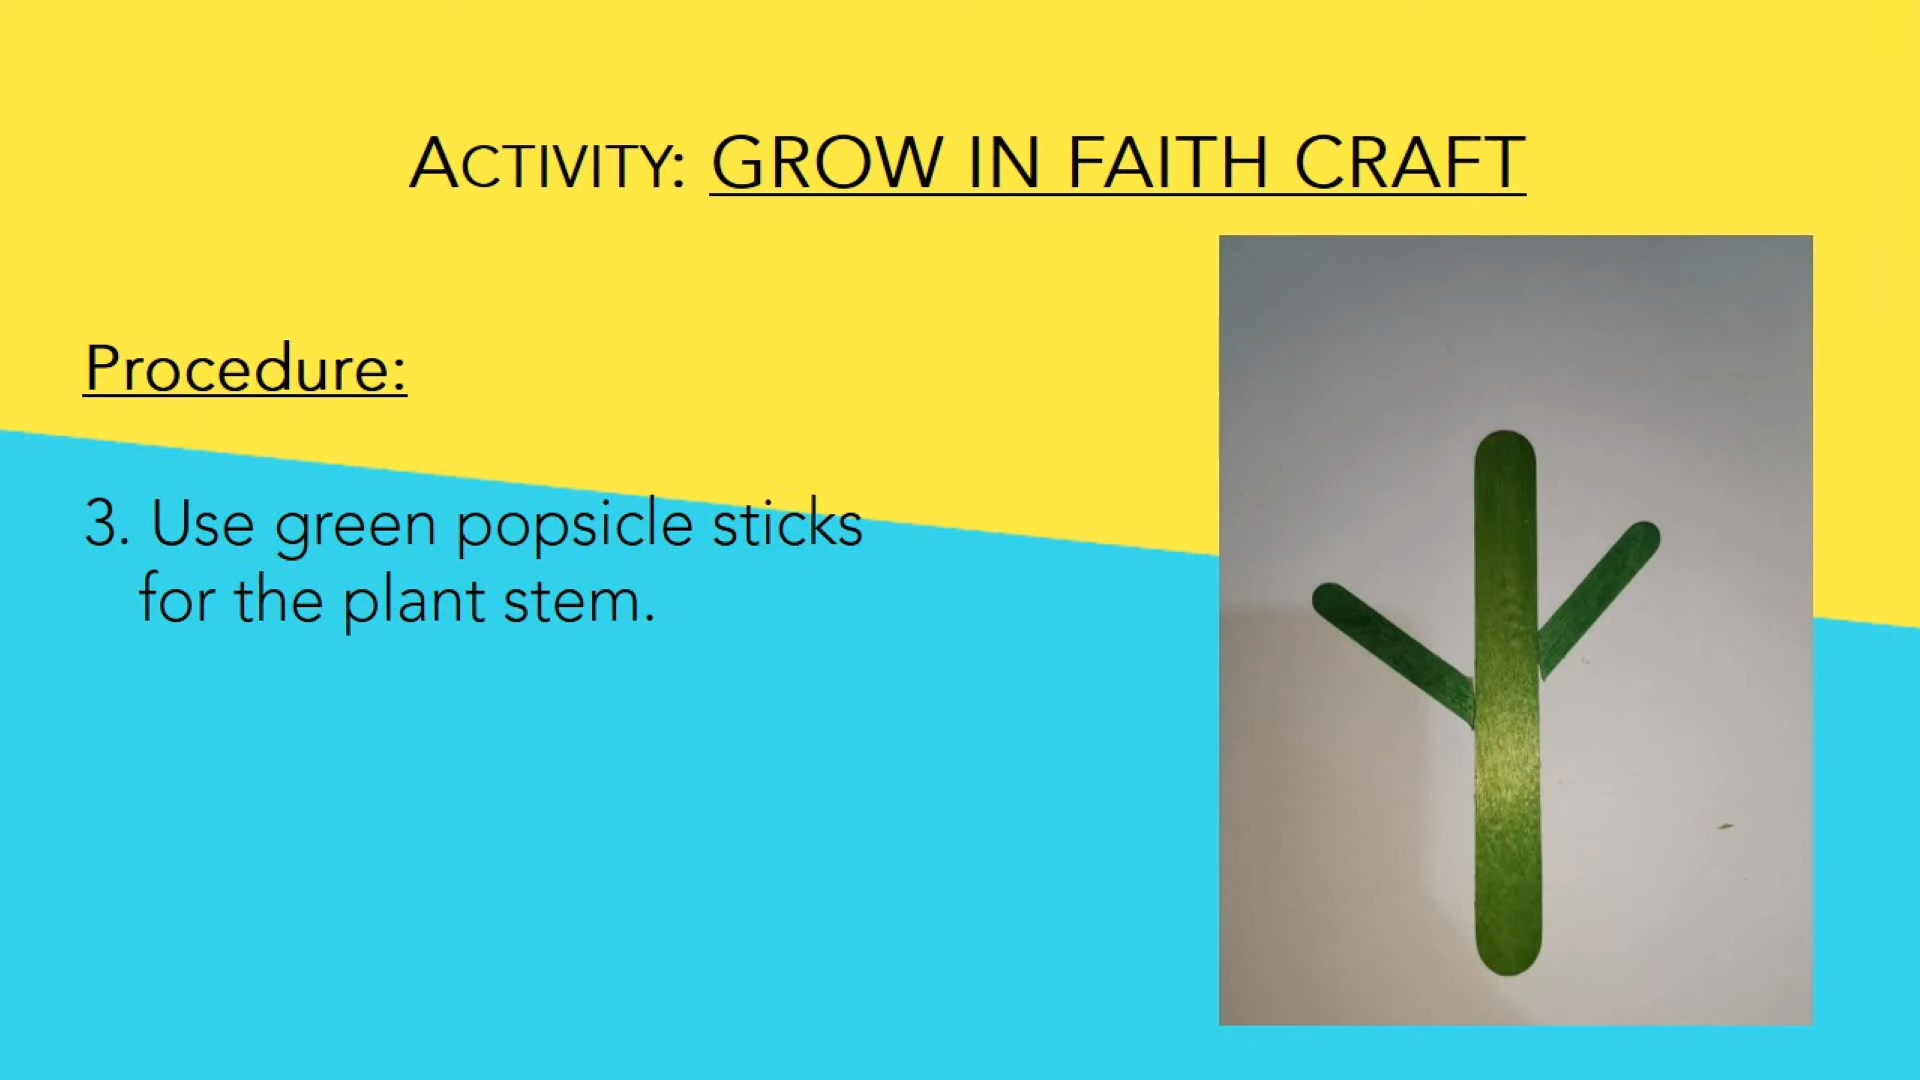 ACTIVITY: GROW IN FAITH CRAFT
Procedure:
3. Use green popsicle sticks
for the plant stem.